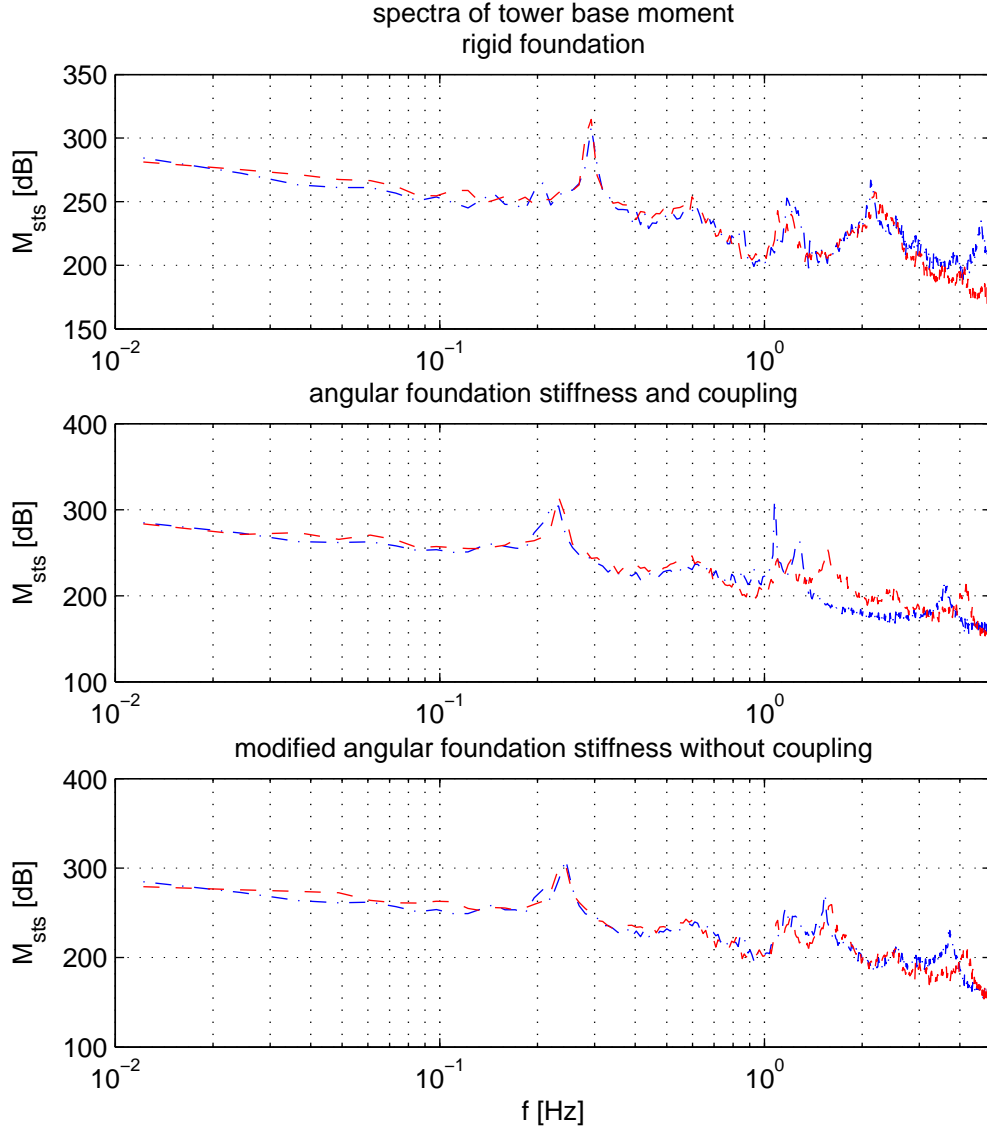 spectra of tower base moment
rigid foundation
350
300
250
200
150
M_sts [dB]
10^−2
10^−1
10^0
angular foundation stiffness and coupling
400
300
200
100
M_sts [dB]
10^−2
10^−1
10^0
modified angular foundation stiffness without coupling
400
300
200
100
M_sts [dB]
10^−2
10^−1
10^0
f [Hz]